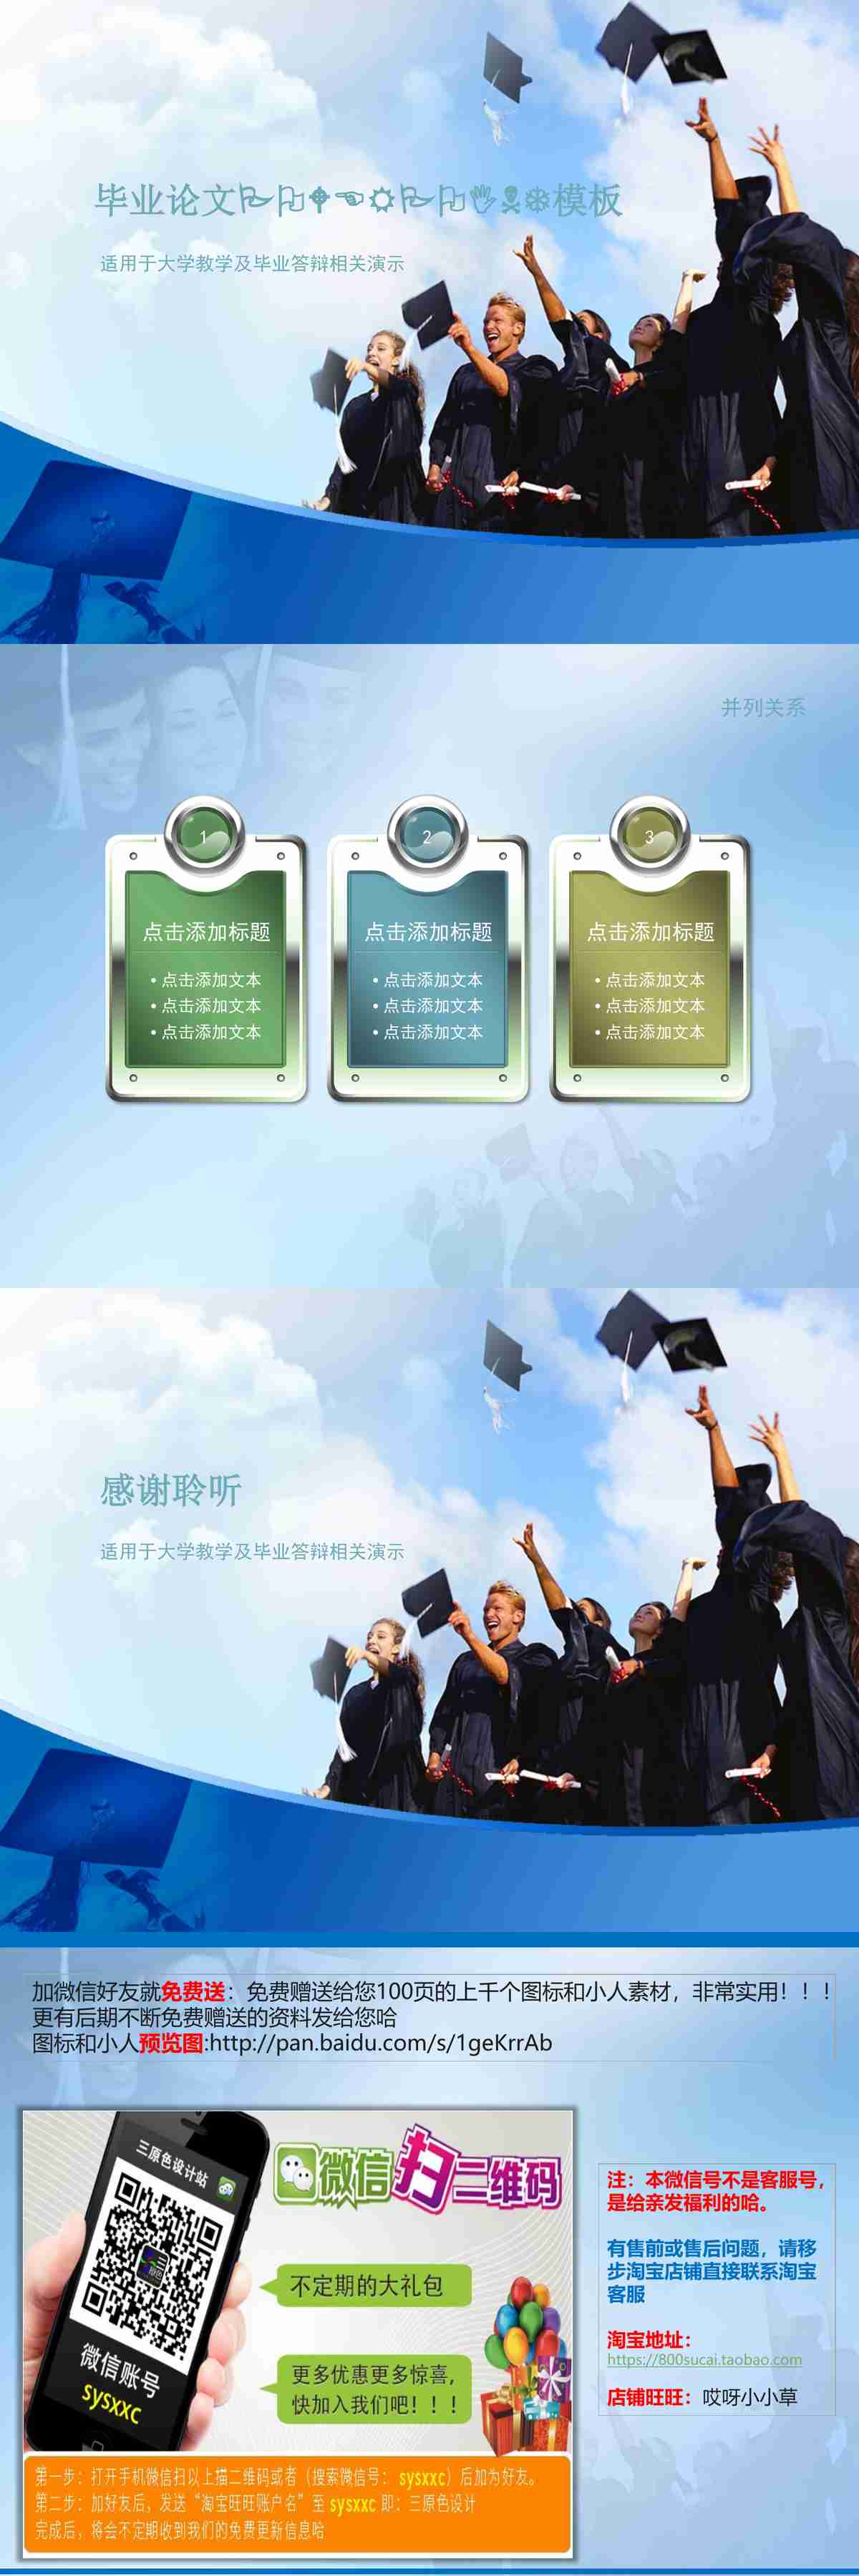 毕业论文✋模板
适用于大学教学及毕业答辩相关演示
并列关系
1
2
3
点击添加标题
点击添加标题
点击添加标题
• 点击添加文本
• 点击添加文本
• 点击添加文本
• 点击添加文本
• 点击添加文本
• 点击添加文本
• 点击添加文本
• 点击添加文本
• 点击添加文本
感谢聆听
适用于大学教学及毕业答辩相关演示
加微信好友就免费送：免费赠送给您100页的上千个图标和小人素材，非常实用！！！
更有后期不断免费赠送的资料发给您哈
图标和小人预览图:http://pan.baidu.com/s/1geKrrAb
三原色设计站
微信扫二维码
不定期的大礼包
更多优惠更多惊喜，
快加入我们吧！！！
微信账号
sysxxc
第一步：打开手机微信扫以上描二维码或者（搜索微信号： sysxxc）后加为好友。
第二步：加好友后，发送“淘宝旺旺账户名”至 sysxxc 即：三原色设计
完成后，将会不定期收到我们的免费更新信息哈
注：本微信号不是客服号，
是给亲发福利的哈。
有售前或售后问题，请移
步淘宝店铺直接联系淘宝
客服
淘宝地址：
https://800sucai.taobao.com
店铺旺旺：哎呀小小草